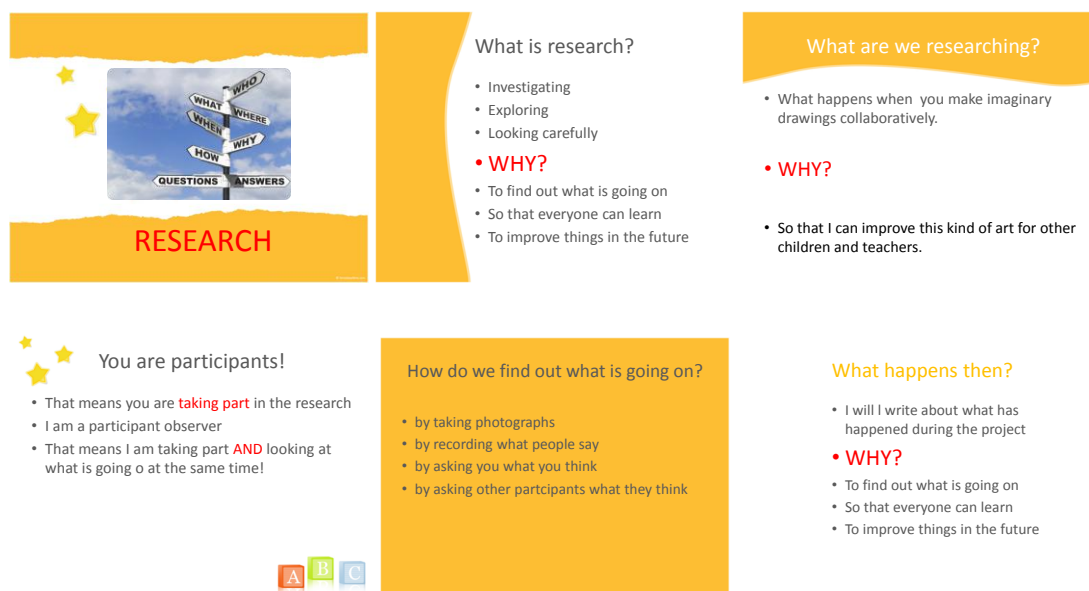 WHO
WHAT
WHERE
WHEN
WHY
HOW
QUESTIONS ANSWERS
RESEARCH
What is research?
• Investigating
• Exploring
• Looking carefully
• WHY?
• To find out what is going on
• So that everyone can learn
• To improve things in the future
What are we researching?
• What happens when you make imaginary
drawings collaboratively.
• WHY?
• So that I can improve this kind of art for other
children and teachers.
You are participants!
• That means you are taking part in the research
• I am a participant observer
• That means I am taking part AND looking at
what is going o at the same time!
A B C
How do we find out what is going on?
• by taking photographs
• by recording what people say
• by asking you what you think
• by asking other partcipants what they think
What happens then?
• I will l write about what has
happened during the project
• WHY?
• To find out what is going on
• So that everyone can learn
• To improve things in the future